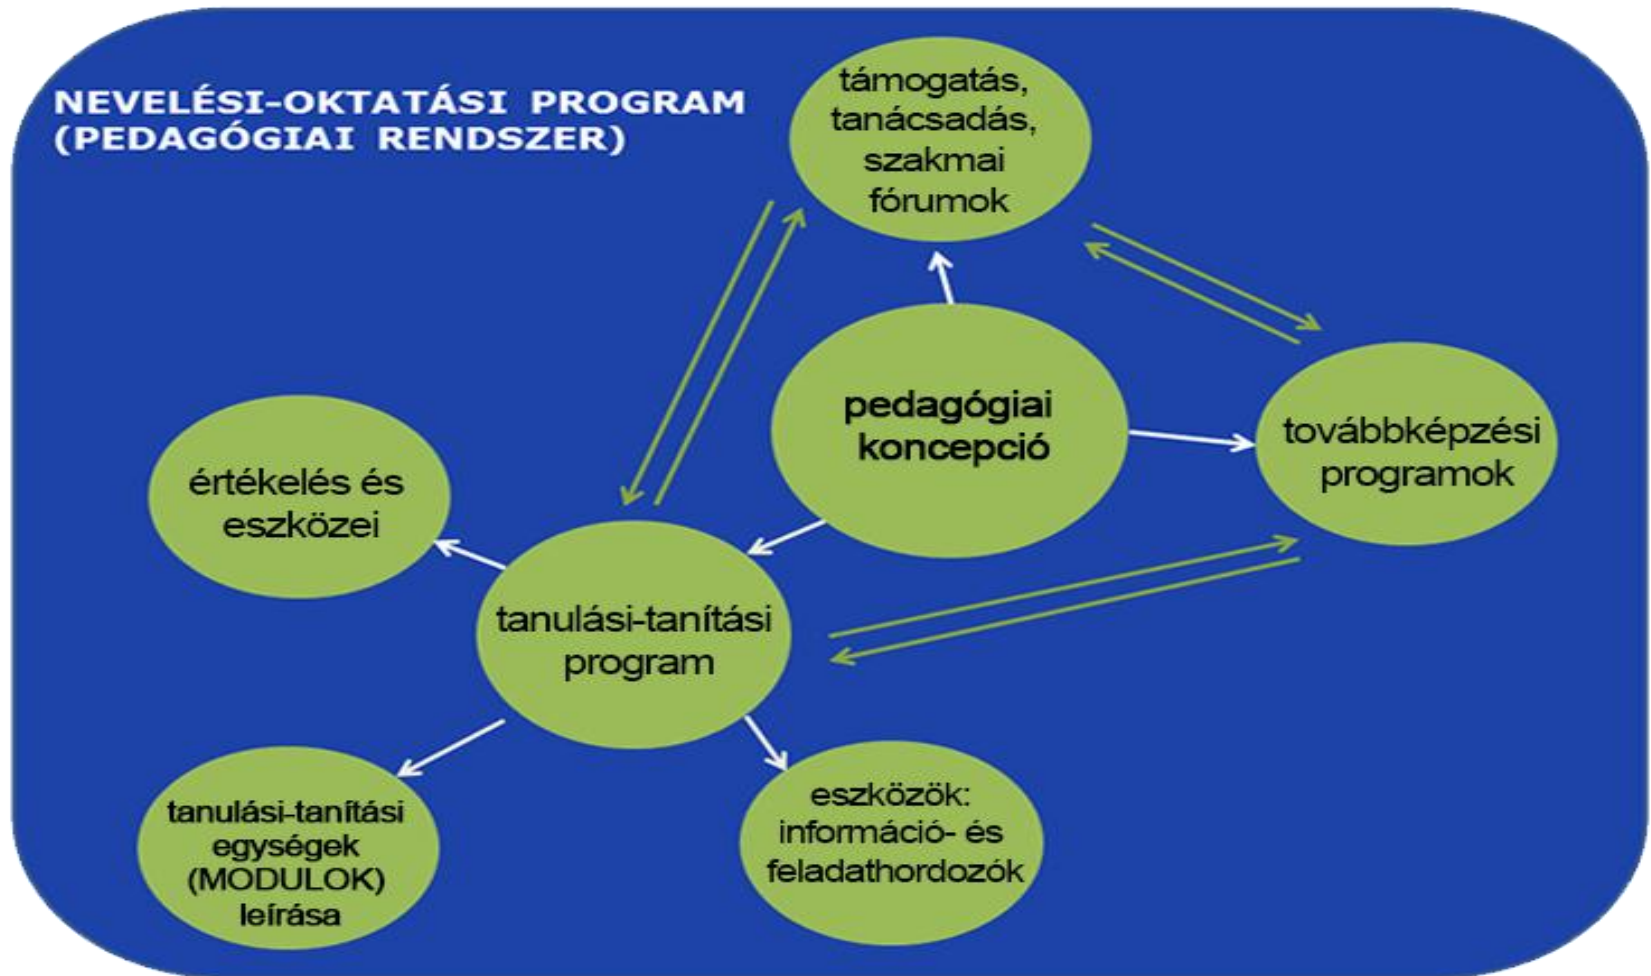 NEVELÉSI-OKTATÁSI PROGRAM
(PEDAGÓGIAI RENDSZER)
támogatás,
tanácsadás,
szakmai
fórumok
pedagógiai
koncepció
továbbképzési
programok
értékelés és
eszközei
tanulási-tanítási
program
tanulási-tanítási
egységek
(MODULOK)
leírása
eszközök:
információ- és
feladathordozók